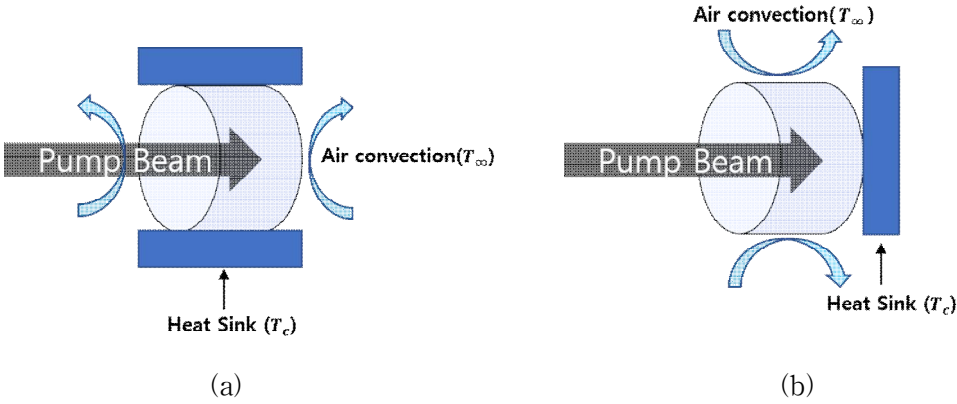 Pump Beam
Air convection(T∞)
Heat Sink (Tc)
(a)
Air convection(T∞)
Pump Beam
Heat Sink (Tc)
(b)